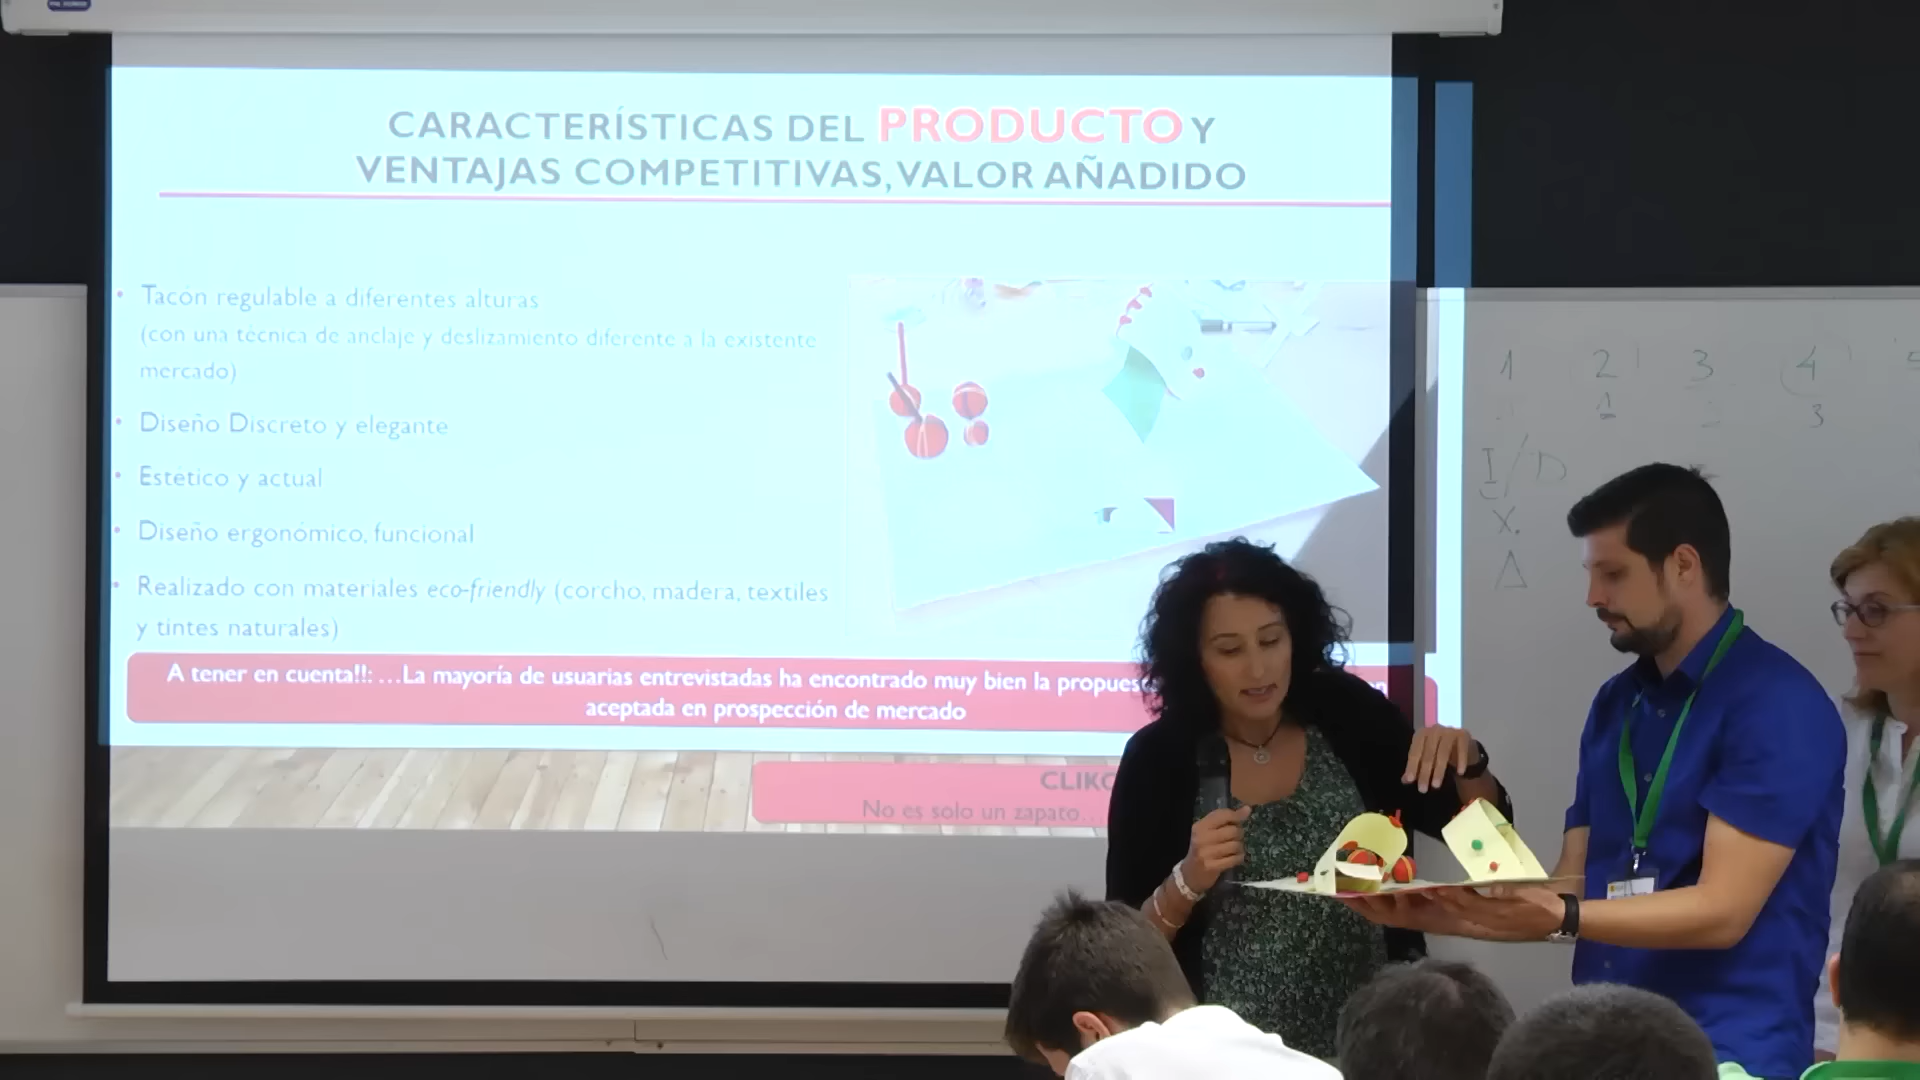 CARACTERÍSTICAS DEL PRODUCTO Y
VENTAJAS COMPETITIVAS, VALOR AÑADIDO
• Tacón regulable a diferentes alturas
(con una técnica de anclaje y deslizamiento diferente a la existente
mercado)
• Diseño Discreto y elegante
• Estético y actual
• Diseño ergonómico, funcional
• Realizado con materiales eco-friendly (corcho, madera, textiles
y tintes naturales)
A tener en cuenta!!: …La mayoría de usuarias entrevistadas ha encontrado muy bien la
aceptada en prospección de mercado
No es solo un zapato…
1 2 3 4
3
I/D
X.
Δ